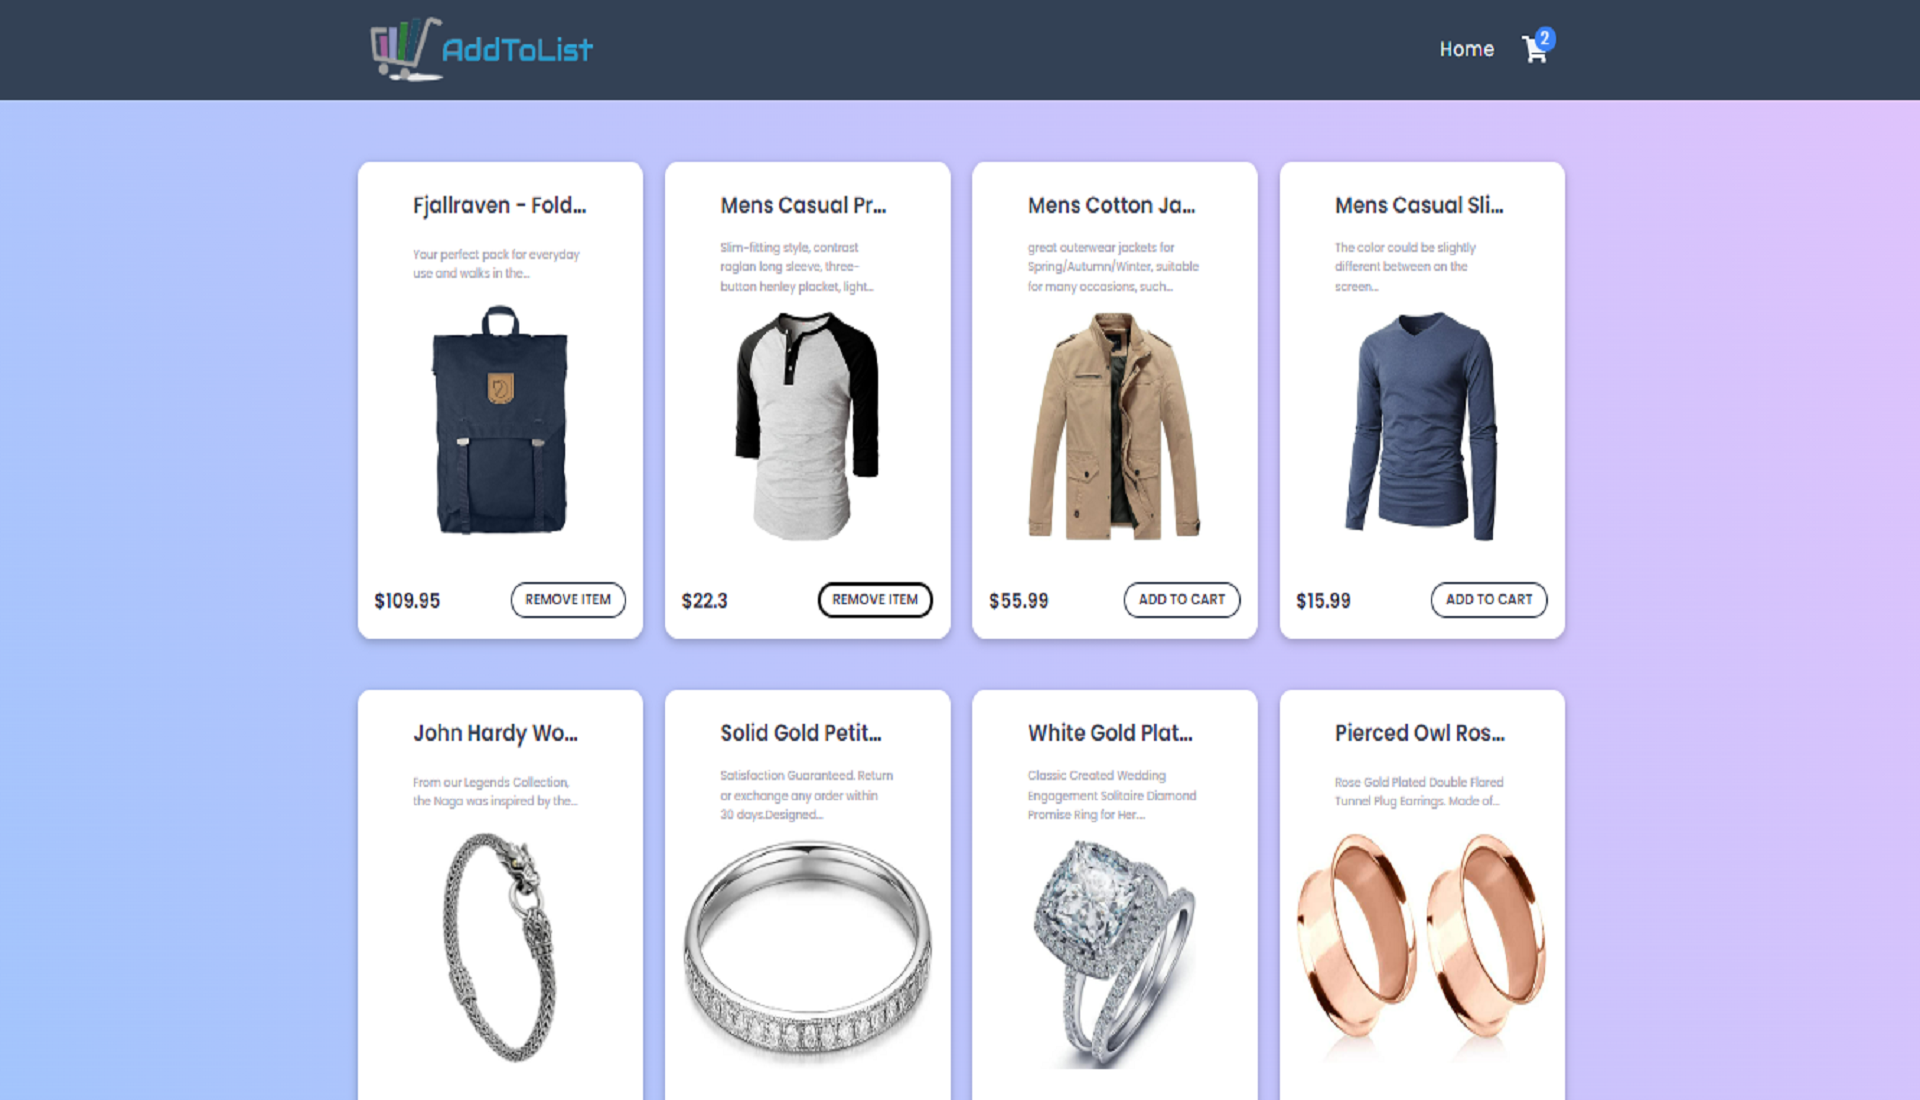 AddToList
Home
2
Fjallraven - Fold...
Your perfect pack for everyday
use and walks in the...
$109.95
REMOVE ITEM
Mens Casual Pr...
Slim-fitting style, contrast
raglan long sleeve, three-
button henley placket, light...
$22.3
REMOVE ITEM
Mens Cotton Ja...
great outerwear jackets for
Spring/Autumn/Winter, suitable
for many occasions, such...
$55.99
ADD TO CART
Mens Casual Sli...
The color could be slightly
different between on the
screen...
$15.99
ADD TO CART
John Hardy Wo...
From our Legends Collection,
the Naga was inspired by the...
Solid Gold Petit...
Satisfaction Guaranteed. Return
or exchange any order within
30 days.Designed...
White Gold Plat...
Classic Created Wedding
Engagement Solitaire Diamond
Promise Ring for Her...
Pierced Owl Ros...
Rose Gold Plated Double Flared
Tunnel Plug Earrings. Made of...